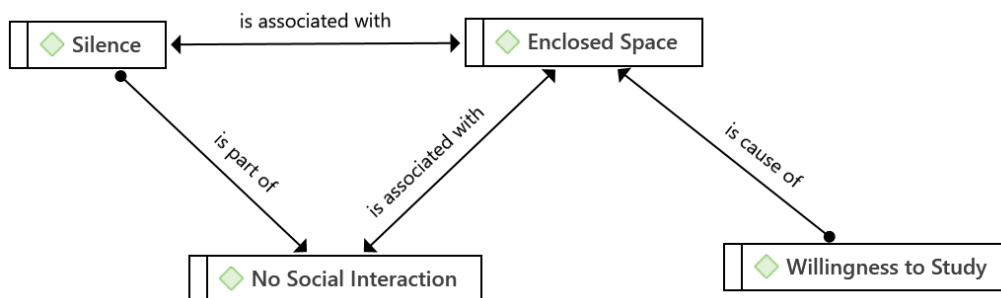 is associated with
Silence
Enclosed Space
is part of
is associated with
is cause of
No Social Interaction
Willingness to Study